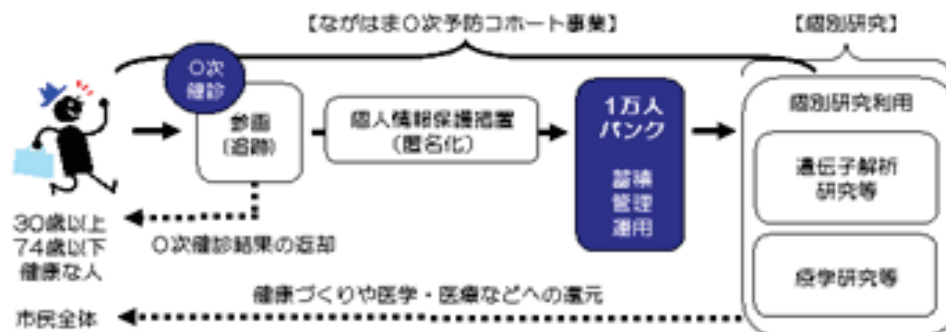 【ながはま０次予防コホート事業】
【個別研究】
０次
健診
参画
(追跡)
個人情報保護措置
(匿名化)
１万人
バンク
蓄積
管理
運用
個別研究利用
遺伝子解析
研究等
疫学研究等
30歳以上
74歳以下
健康な人
０次健診結果の返却
健康づくりや医学・医療などへの還元
市民全体